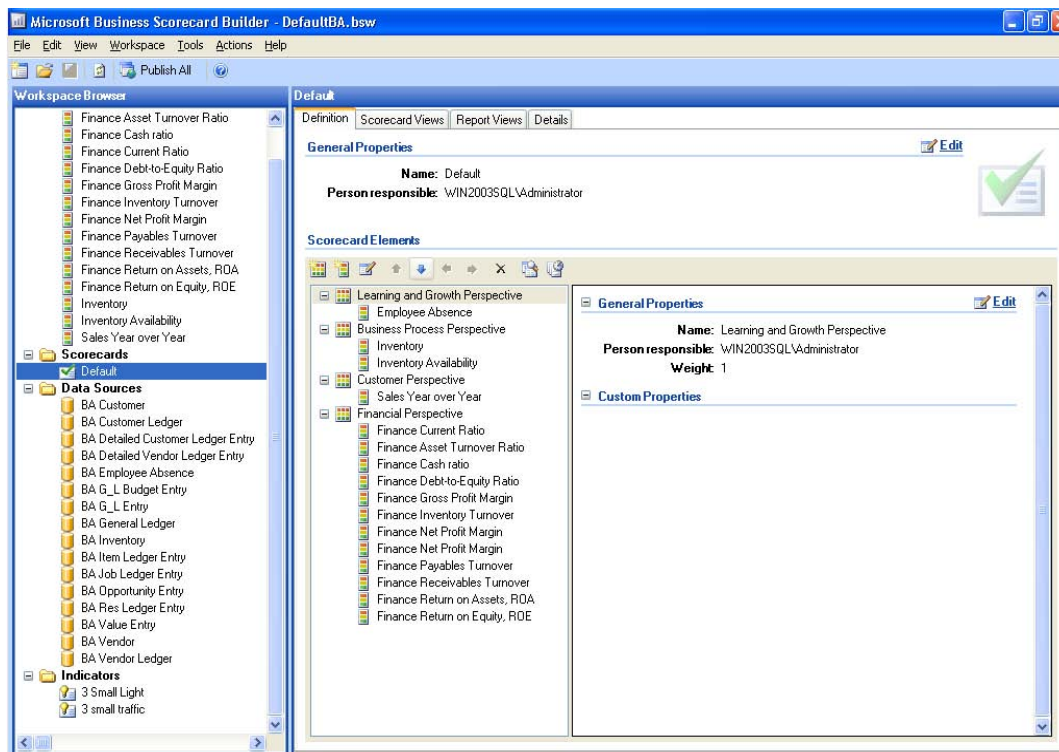 Microsoft Business Scorecard Builder - DefaultBA.bsw
File Edit View Workspace Tools Actions Help
Publish All
Workspace Browser
Finance Asset Turnover Ratio
Finance Cash ratio
Finance Current Ratio
Finance Debt-to-Equity Ratio
Finance Gross Profit Margin
Finance Inventory Turnover
Finance Net Profit Margin
Finance Payables Turnover
Finance Receivables Turnover
Finance Return on Assets, ROA
Finance Return on Equity, ROE
Inventory
Inventory Availability
Sales Year over Year
Scorecards
Default
Data Sources
BA Customer
BA Customer Ledger
BA Detailed Customer Ledger Entry
BA Detailed Vendor Ledger Entry
BA Employee Absence
BA G_L Budget Entry
BA G_L Entry
BA General Ledger
BA Inventory
BA Item Ledger Entry
BA Job Ledger Entry
BA Opportunity Entry
BA Res Ledger Entry
BA Value Entry
BA Vendor
BA Vendor Ledger
Indicators
3 Small Light
3 small traffic
Default
Definition Scorecard Views Report Views Details
General Properties Edit
Name: Default
Person responsible: WIN2003SQL\Administrator
Scorecard Elements
Learning and Growth Perspective
Employee Absence
Business Process Perspective
Inventory
Inventory Availability
Customer Perspective
Sales Year over Year
Financial Perspective
Finance Current Ratio
Finance Asset Turnover Ratio
Finance Cash ratio
Finance Debt-to-Equity Ratio
Finance Gross Profit Margin
Finance Inventory Turnover
Finance Net Profit Margin
Finance Net Profit Margin
Finance Payables Turnover
Finance Receivables Turnover
Finance Return on Assets, ROA
Finance Return on Equity, ROE
General Properties Edit
Name: Learning and Growth Perspective
Person responsible: WIN2003SQL\Administrator
Weight: 1
Custom Properties